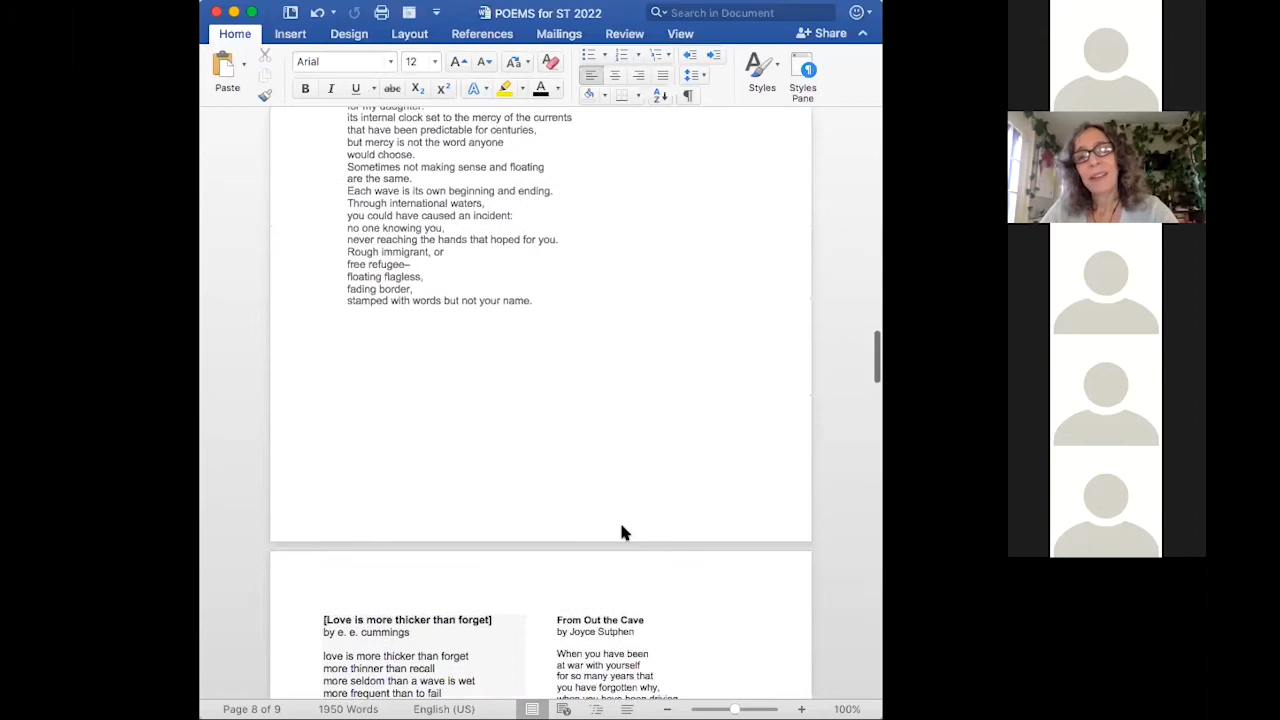 POEMS for ST 2022
Search in Document
Home
Insert
Design
Layout
References
Mailings
Review
View
Share
Paste
Arial
12
Styles
Styles Pane
for my daughter.
its internal clock set to the mercy of the currents
that have been predictable for centuries,
but mercy is not the word anyone
would choose.
Sometimes not making sense and floating
are the same.
Each wave is its own beginning and ending.
Through international waters,
you could have caused an incident:
no one knowing you,
never reaching the hands that hoped for you.
Rough immigrant, or
free refugee–
floating flagless,
fading border,
stamped with words but not your name.
[Love is more thicker than forget]
by e. e. cummings
love is more thicker than forget
more thinner than recall
more seldom than a wave is wet
more frequent than to fail
From Out the Cave
by Joyce Sutphen
When you have been
at war with yourself
for so many years that
you have forgotten why,
when you have been driving
Page 8 of 9
1950 Words
English (US)
100%